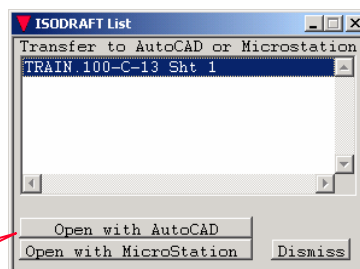 ISODRAFT List
Transfer to AutoCAD or Microstation
TRAIN.100-C-13 Sht 1
Open with AutoCAD
Open with MicroStation Dismiss